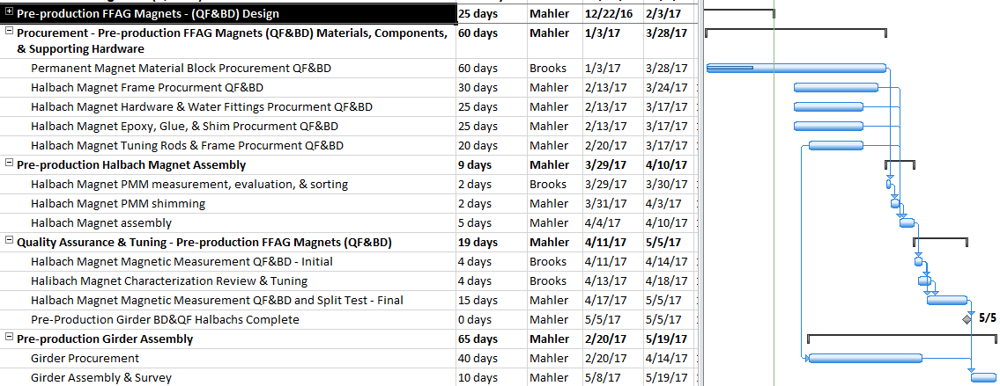 Pre-production FFAG Magnets - (QF&BD) Design 25 days Mahler 12/22/16 2/3/17
Procurement - Pre-production FFAG Magnets (QF&BD) Materials, Components, 60 days Mahler 1/3/17 3/28/17
& Supporting Hardware
Permanent Magnet Material Block Procurement QF&BD 60 days Brooks 1/3/17 3/28/17
Halbach Magnet Frame Procurment QF&BD 30 days Mahler 2/13/17 3/24/17
Halbach Magnet Hardware & Water Fittings Procurment QF&BD 25 days Mahler 2/13/17 3/17/17
Halbach Magnet Epoxy, Glue, & Shim Procurment QF&BD 25 days Mahler 2/13/17 3/17/17
Halbach Magnet Tuning Rods & Frame Procurment QF&BD 20 days Mahler 2/20/17 3/17/17
Pre-production Halbach Magnet Assembly 9 days Mahler 3/29/17 4/10/17
Halbach Magnet PMM measurement, evaluation, & sorting 2 days Brooks 3/29/17 3/30/17
Halbach Magnet PMM shimming 2 days Mahler 3/31/17 4/3/17
Halbach Magnet assembly 5 days Mahler 4/4/17 4/10/17
Quality Assurance & Tuning - Pre-production FFAG Magnets (QF&BD) 19 days Mahler 4/11/17 5/5/17
Halbach Magnet Magnetic Measurement QF&BD - Initial 4 days Brooks 4/11/17 4/14/17
Halibach Magnet Characterization Review & Tuning 4 days Brooks 4/13/17 4/18/17
Halbach Magnet Magnetic Measurement QF&BD and Split Test - Final 15 days Mahler 4/17/17 5/5/17
Pre-Production Girder BD&QF Halbachs Complete 0 days Mahler 5/5/17 5/5/17 5/5
Pre-production Girder Assembly 65 days Mahler 2/20/17 5/19/17
Girder Procurement 40 days Mahler 2/20/17 4/14/17
Girder Assembly & Survey 10 days Mahler 5/8/17 5/19/17